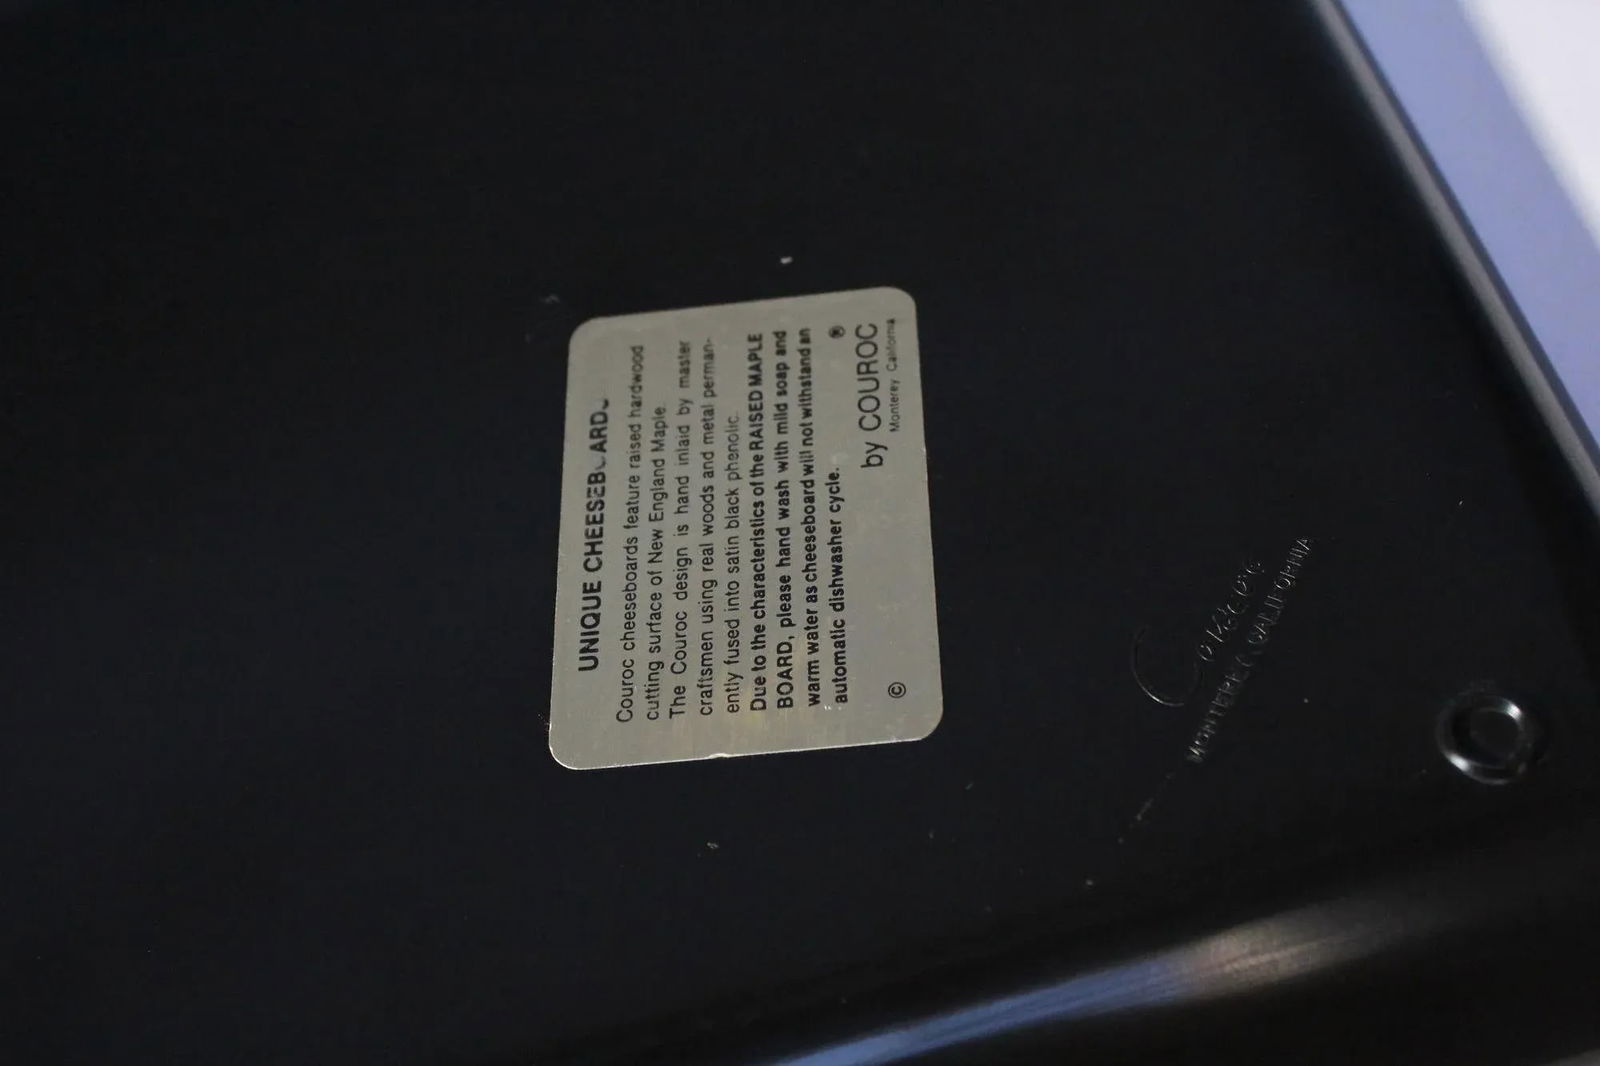 UNIQUE CHEESEBOARDS
Couroc cheeseboards feature raised hardwood
cutting surface of New England Maple.
The Couroc design is hand inlaid by master
craftsmen using real woods and metal perman-
ently fused into satin black phenolic.
Due to the characteristics of the RAISED MAPLE
BOARD, please hand wash with mild soap and
warm water as cheeseboard will not withstand an
automatic dishwasher cycle.
©
by COUROC ®
Monterey California
Couroc
MONTEREY, CALIFORNIA